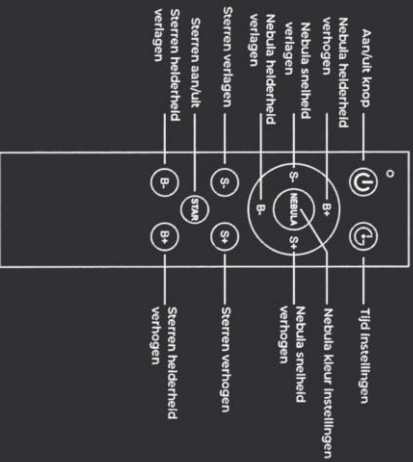 Aan/uit knop
Nebula helderheid
verhogen
Nebula snelheid
verlagen
Nebula helderheid
verlagen
Sterren verlagen
Sterren aan/uit
Sterren helderheid
verlagen
B+
S-
NEBULA
S+
B-
S-
S+
STAR
B-
B+
Tijd instellingen
Nebula kleur instellingen
Nebula snelheid
verhogen
Sterren verhogen
Sterren helderheid
verhogen